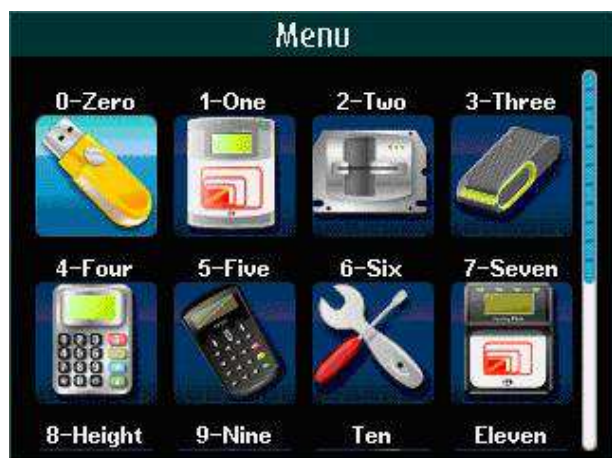 Menu
0-Zero 1-One 2-Two 3-Three
4-Four 5-Five 6-Six 7-Seven
8-Height 9-Nine Ten Eleven